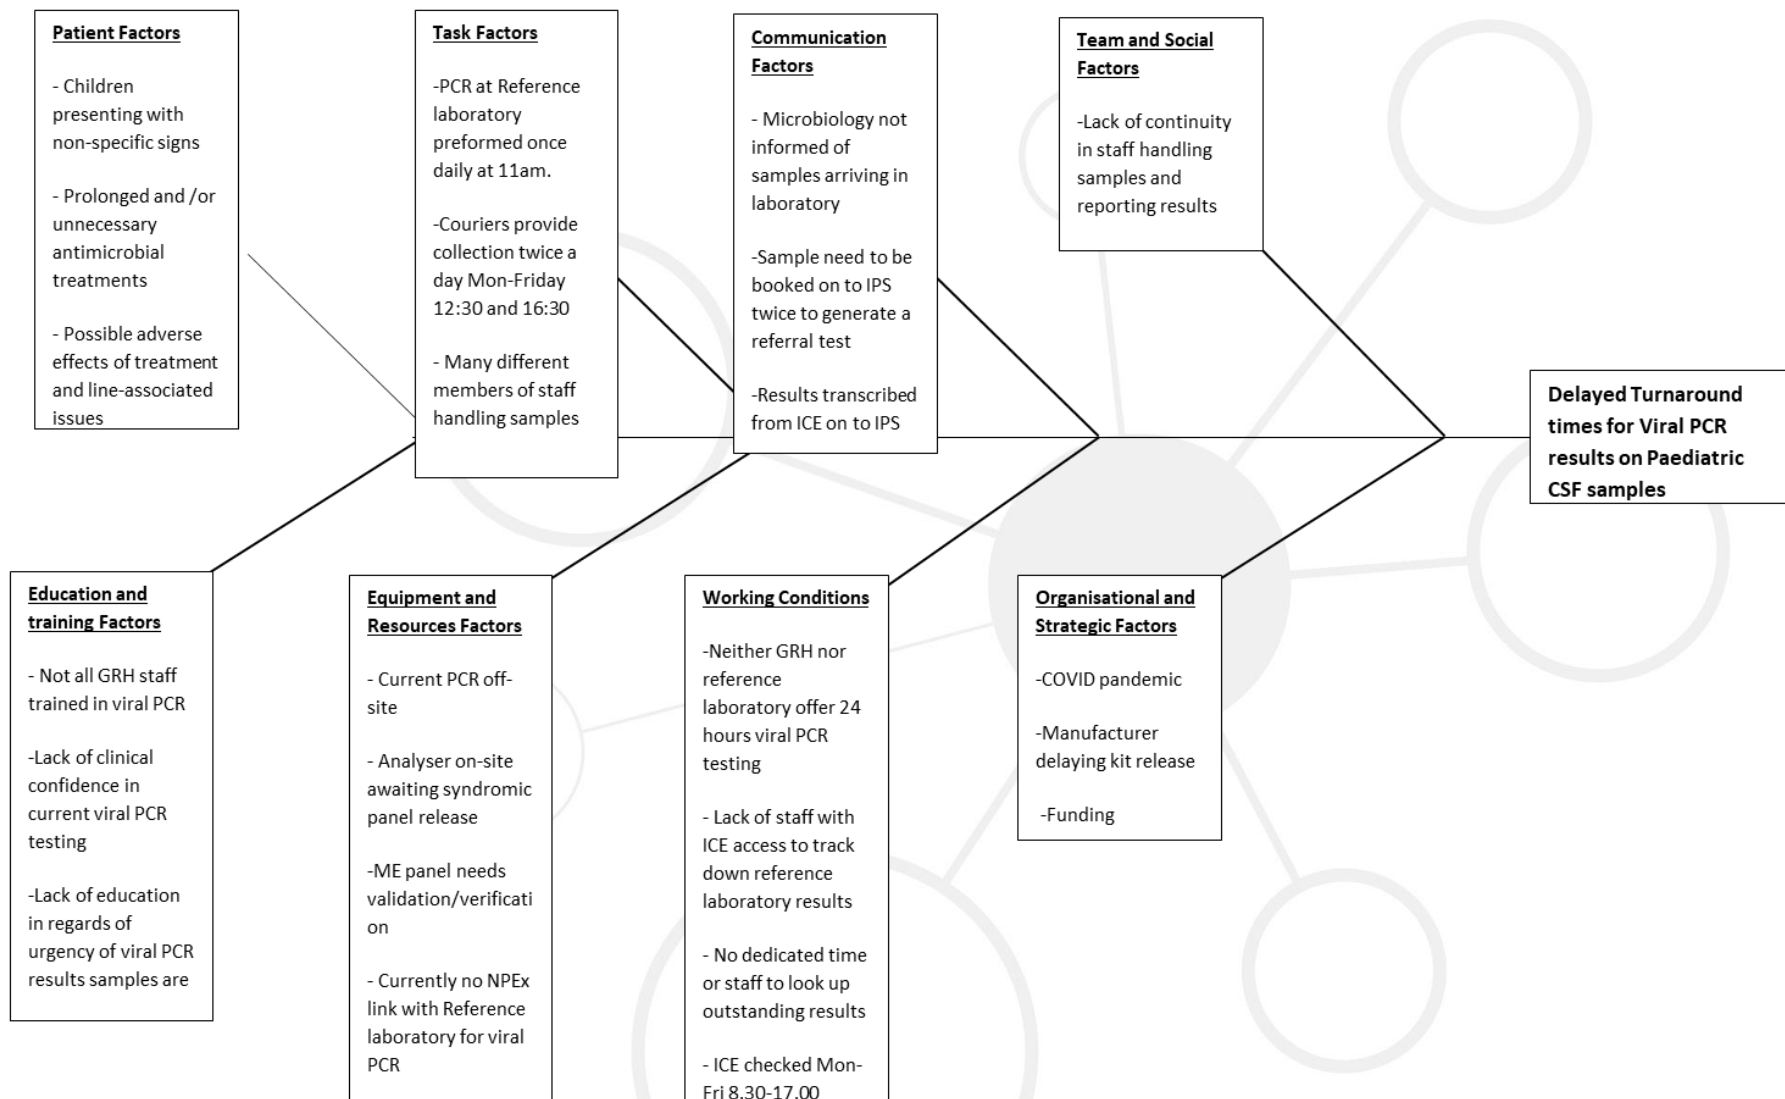 Patient Factors
- Children
presenting with
non-specific signs
- Prolonged and /or
unnecessary
antimicrobial
treatments
- Possible adverse
effects of treatment
and line-associated
issues
Task Factors
-PCR at Reference
laboratory
preformed once
daily at 11am.
-Couriers provide
collection twice a
day Mon-Friday
12:30 and 16:30
- Many different
members of staff
handling samples
Communication
Factors
- Microbiology not
informed of
samples arriving in
laboratory
-Sample need to be
booked on to IPS
twice to generate a
referral test
-Results transcribed
from ICE on to IPS
Team and Social
Factors
-Lack of continuity
in staff handling
samples and
reporting results
Delayed Turnaround
times for Viral PCR
results on Paediatric
CSF samples
Education and
training Factors
- Not all GRH staff
trained in viral PCR
-Lack of clinical
confidence in
current viral PCR
testing
-Lack of education
in regards of
urgency of viral PCR
results samples are
Equipment and
Resources Factors
- Current PCR off-
site
- Analyser on-site
awaiting syndromic
panel release
-ME panel needs
validation/verificati
on
- Currently no NPEx
link with Reference
laboratory for viral
PCR
Working Conditions
-Neither GRH nor
reference
laboratory offer 24
hours viral PCR
testing
- Lack of staff with
ICE access to track
down reference
laboratory results
- No dedicated time
or staff to look up
outstanding results
- ICE checked Mon-
Fri 8.30-17.00
Organisational and
Strategic Factors
-COVID pandemic
-Manufacturer
delaying kit release
-Funding